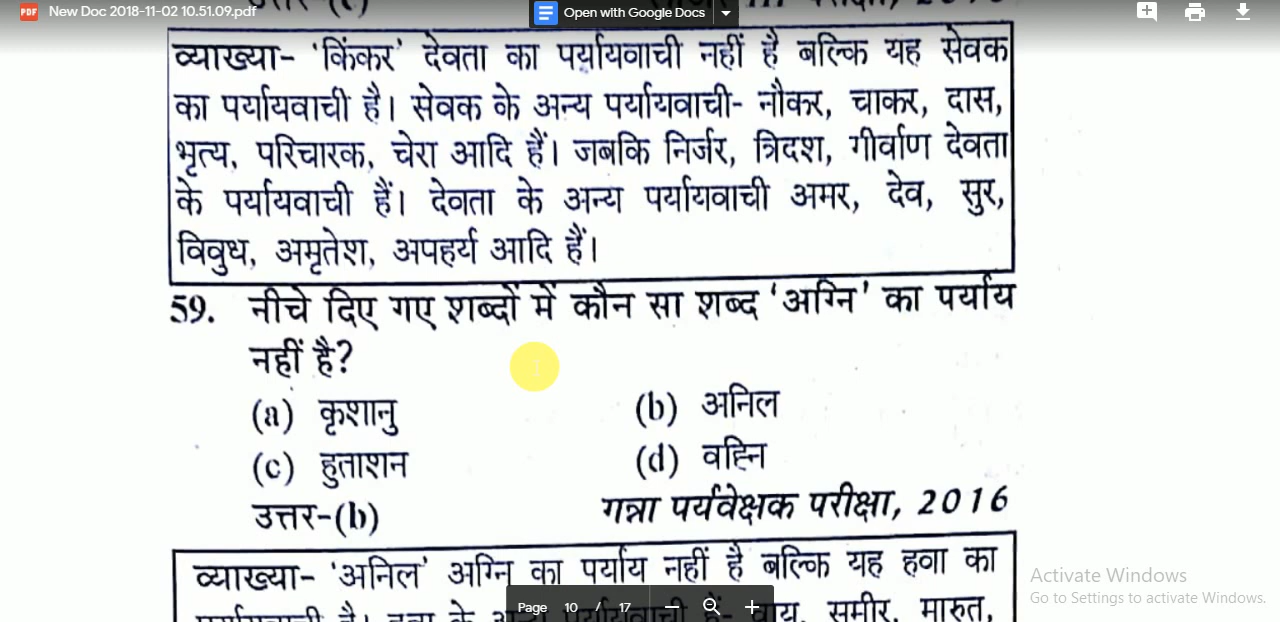 New Doc 2018-11-02 10.51.09.pdf
Open with Google Docs
व्याख्या- 'किंकर' देवता का पर्यायवाची नहीं है बल्कि यह सेवक
का पर्यायवाची है। सेवक के अन्य पर्यायवाची- नौकर, चाकर, दास,
भृत्य, परिचारक, चेरा आदि हैं। जबकि निर्जर, त्रिदश, गीर्वाण देवता
के पर्यायवाची हैं। देवता के अन्य पर्यायवाची अमर, देव, सुर,
विवुध, अमृतेश, अपहर्य आदि हैं।
59. नीचे दिए गए शब्दों में कौन सा शब्द 'अग्नि' का पर्याय
नहीं है?
(a) कृशानु (b) अनिल
(c) हुताशन (d) वह्नि
उत्तर-(b) गन्ना पर्यवेक्षक परीक्षा, 2016
व्याख्या- 'अनिल' अग्नि का पर्याय नहीं है बल्कि यह हवा का
समीर, मारुत,
Page 10 / 17
Activate Windows
Go to Settings to activate Windows.